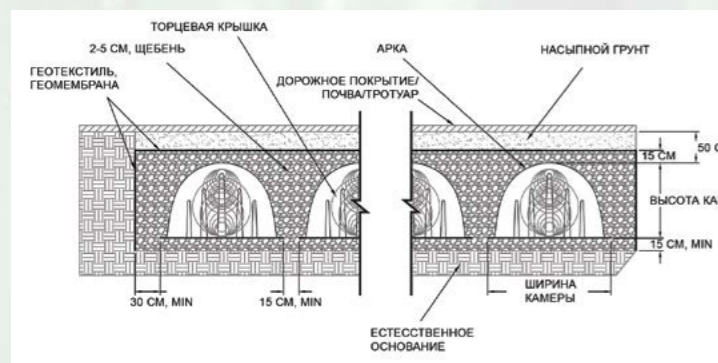 ТОРЦЕВАЯ КРЫШКА
2-5 СМ, ЩЕБЕНЬ
ГЕОТЕКСТИЛЬ,
ГЕОМЕМБРАНА
АРКА
НАСЫПНОЙ ГРУНТ
ДОРОЖНОЕ ПОКРЫТИЕ/
ПОЧВА/ТРОТУАР
50 С
15 СМ
ВЫСОТА КА
15 СМ, MIN
30 СМ, MIN
15 СМ, MIN
ШИРИНА
КАМЕРЫ
ЕСТЕССТВЕННОЕ
ОСНОВАНИЕ